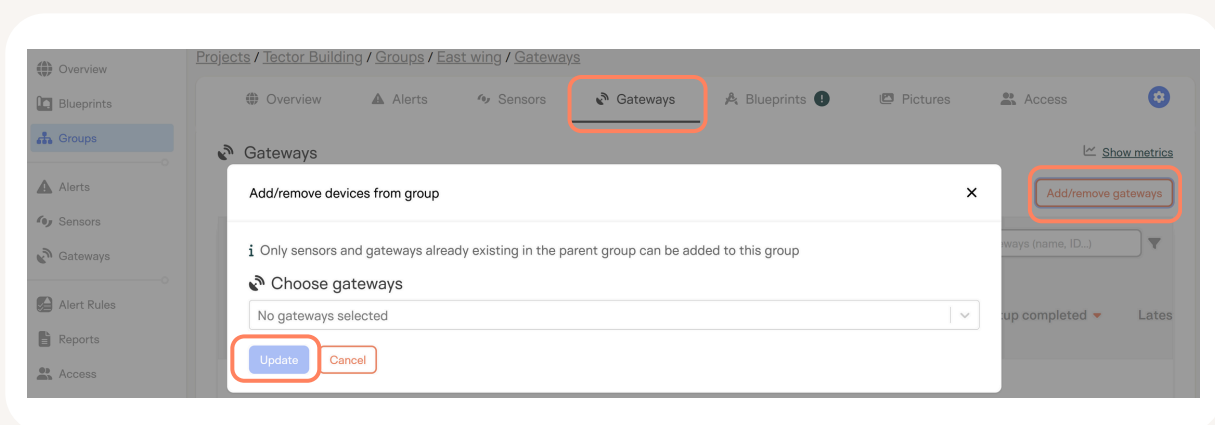 Projects / Tector Building / Groups / East wing / Gateways
Overview
Blueprints
Groups
Alerts
Sensors
Gateways
Alert Rules
Reports
Access
Overview Alerts Sensors Gateways Blueprints ! Pictures Access
Gateways
Show metrics
Add/remove gateways
Add/remove devices from group
Only sensors and gateways already existing in the parent group can be added to this group
Choose gateways
No gateways selected
Update Cancel
(name, ID...)
completed